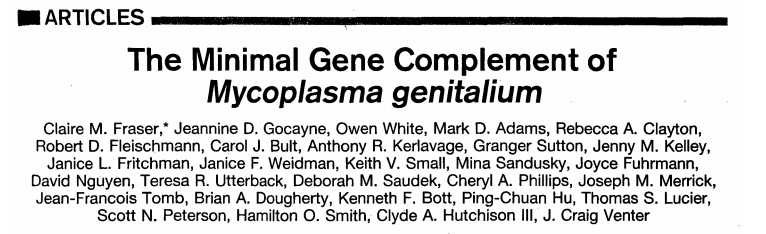 ARTICLES
The Minimal Gene Complement of
Mycoplasma genitalium
Claire M. Fraser,* Jeannine D. Gocayne, Owen White, Mark D. Adams, Rebecca A. Clayton,
Robert D. Fleischmann, Carol J. Bult, Anthony R. Kerlavage, Granger Sutton, Jenny M. Kelley,
Janice L. Fritchman, Janice F. Weidman, Keith V. Small, Mina Sandusky, Joyce Fuhrmann,
David Nguyen, Teresa R. Utterback, Deborah M. Saudek, Cheryl A. Phillips, Joseph M. Merrick,
Jean-Francois Tomb, Brian A. Dougherty, Kenneth F. Bott, Ping-Chuan Hu, Thomas S. Lucier,
Scott N. Peterson, Hamilton O. Smith, Clyde A. Hutchison III, J. Craig Venter